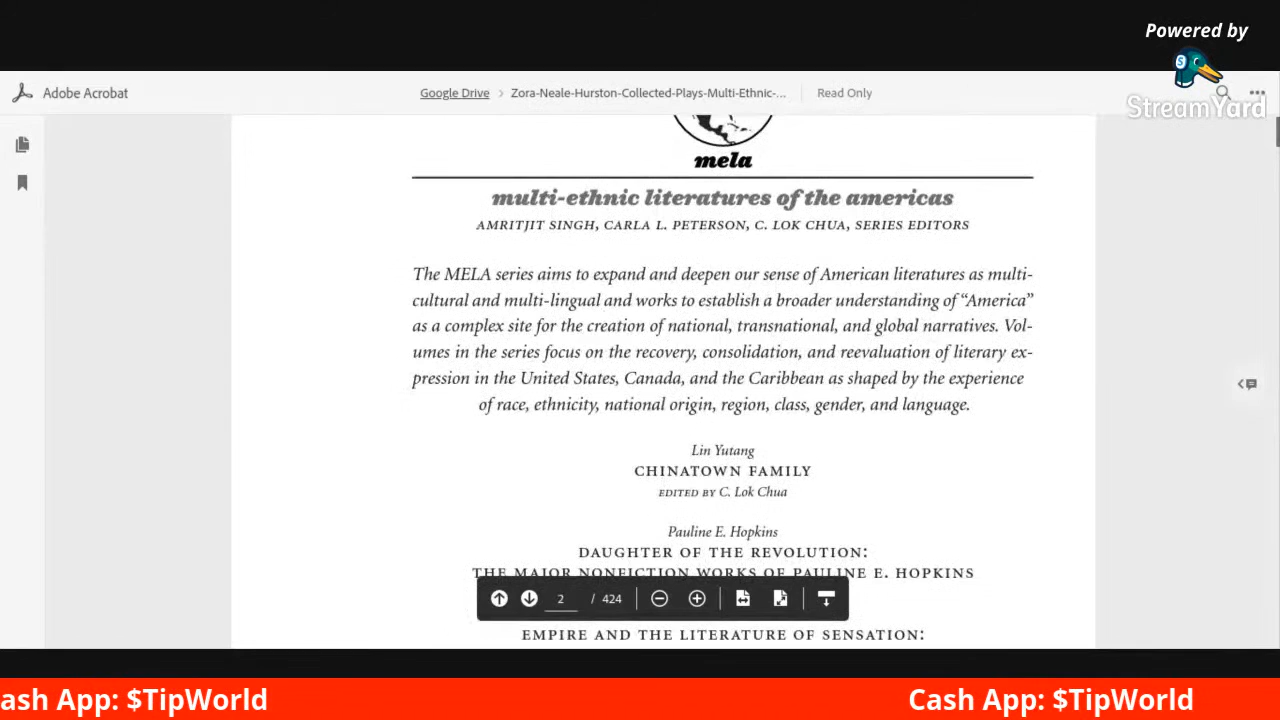 Powered by
StreamYard
Adobe Acrobat
Google Drive > Zora-Neale-Hurston-Collected-Plays-Multi-Ethnic-...
Read Only
mela
multi-ethnic literatures of the americas
AMRITJIT SINGH, CARLA L. PETERSON, C. LOK CHUA, SERIES EDITORS
The MELA series aims to expand and deepen our sense of American literatures as multi-
cultural and multi-lingual and works to establish a broader understanding of “America”
as a complex site for the creation of national, transnational, and global narratives. Vol-
umes in the series focus on the recovery, consolidation, and reevaluation of literary ex-
pression in the United States, Canada, and the Caribbean as shaped by the experience
of race, ethnicity, national origin, region, class, gender, and language.
Lin Yutang
CHINATOWN FAMILY
EDITED BY C. Lok Chua
Pauline E. Hopkins
DAUGHTER OF THE REVOLUTION:
THE MAJOR NONFICTION WORKS OF PAULINE E. HOPKINS
2 / 424
EMPIRE AND THE LITERATURE OF SENSATION:
ash App: $TipWorld
Cash App: $TipWorld